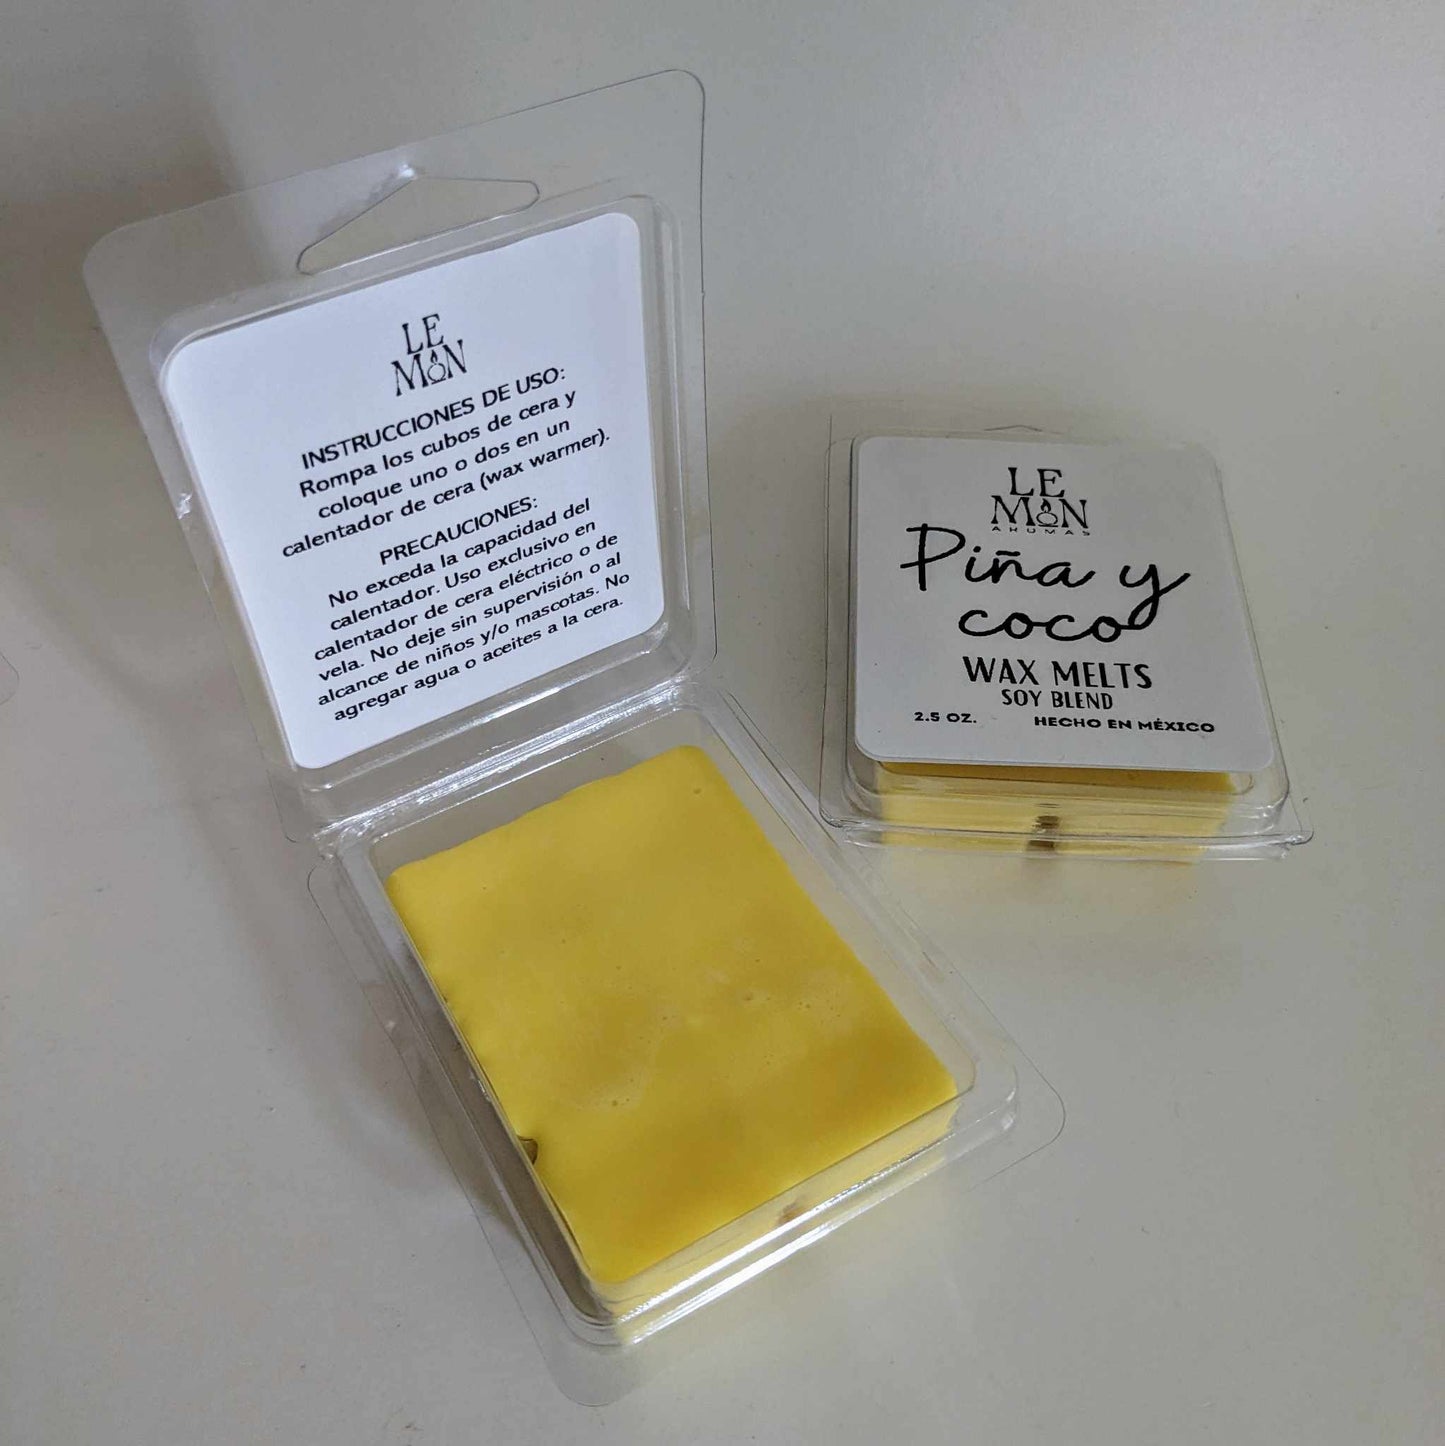 LE
MON
INSTRUCCIONES DE USO:
Rompa los cubos de cera y
coloque uno o dos en un
calentador de cera (wax warmer).
PRECAUCIONES:
No exceda la capacidad del
calentador. Uso exclusivo en
calentador de cera eléctrico o de
vela. No deje sin supervisión o al
alcance de niños y/o mascotas. No
agregar agua o aceites a la cera.
LE
MON
AHUMAS
Piña y
coco
WAX MELTS
SOY BLEND
2.5 OZ. HECHO EN MÉXICO